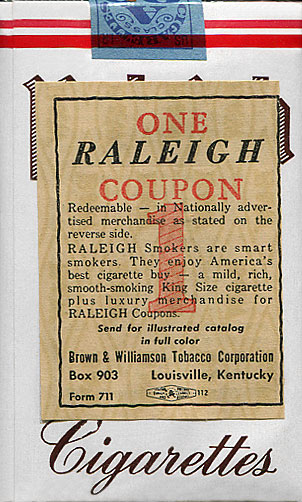 CIGA
ONE
RALEIGH
COUPON
1
Redeemable — in Nationally adver-
tised merchandise as stated on the
reverse side.
RALEIGH Smokers are smart
smokers. They enjoy America's
best cigarette buy — a mild, rich,
smooth-smoking King Size cigarette
plus luxury merchandise for
RALEIGH Coupons.
Send for illustrated catalog
in full color
Brown & Williamson Tobacco Corporation
Box 903 Louisville, Kentucky
Form 711 112
Cigarettes